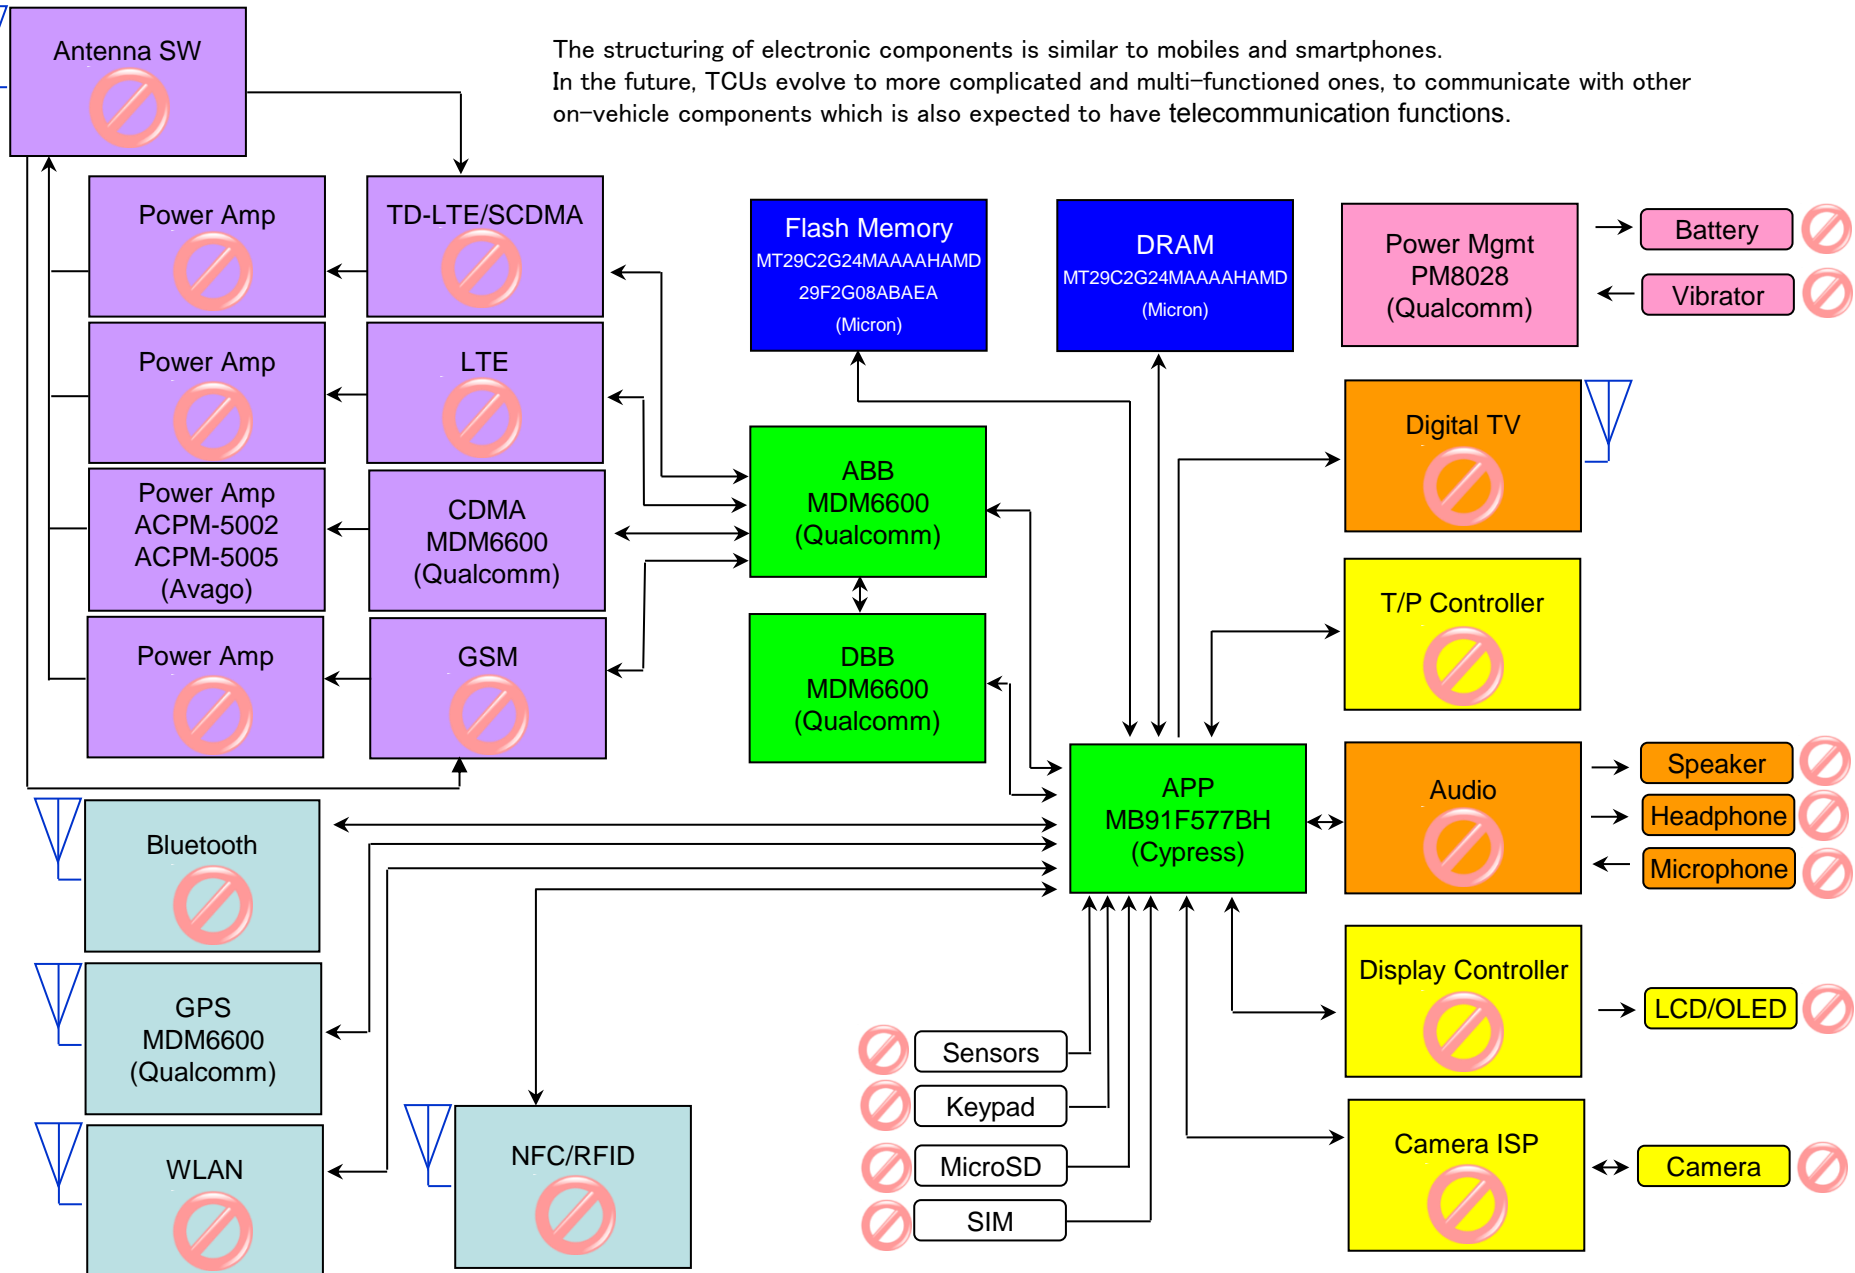 Antenna SW
The structuring of electronic components is similar to mobiles and smartphones.
In the future, TCUs evolve to more complicated and multi-functioned ones, to communicate with other
on-vehicle components which is also expected to have telecommunication functions.
Power Amp
TD-LTE/SCDMA
Flash Memory
MT29C2G24MAAAAHAMD
29F2G08ABAEA
(Micron)
DRAM
MT29C2G24MAAAAHAMD
(Micron)
Power Mgmt
PM8028
(Qualcomm)
Battery
Vibrator
Power Amp
LTE
Digital TV
Power Amp
ACPM-5002
ACPM-5005
(Avago)
CDMA
MDM6600
(Qualcomm)
ABB
MDM6600
(Qualcomm)
T/P Controller
Power Amp
GSM
DBB
MDM6600
(Qualcomm)
APP
MB91F577BH
(Cypress)
Audio
Speaker
Headphone
Microphone
Bluetooth
GPS
MDM6600
(Qualcomm)
Display Controller
LCD/OLED
Sensors
Keypad
MicroSD
SIM
WLAN
NFC/RFID
Camera ISP
Camera